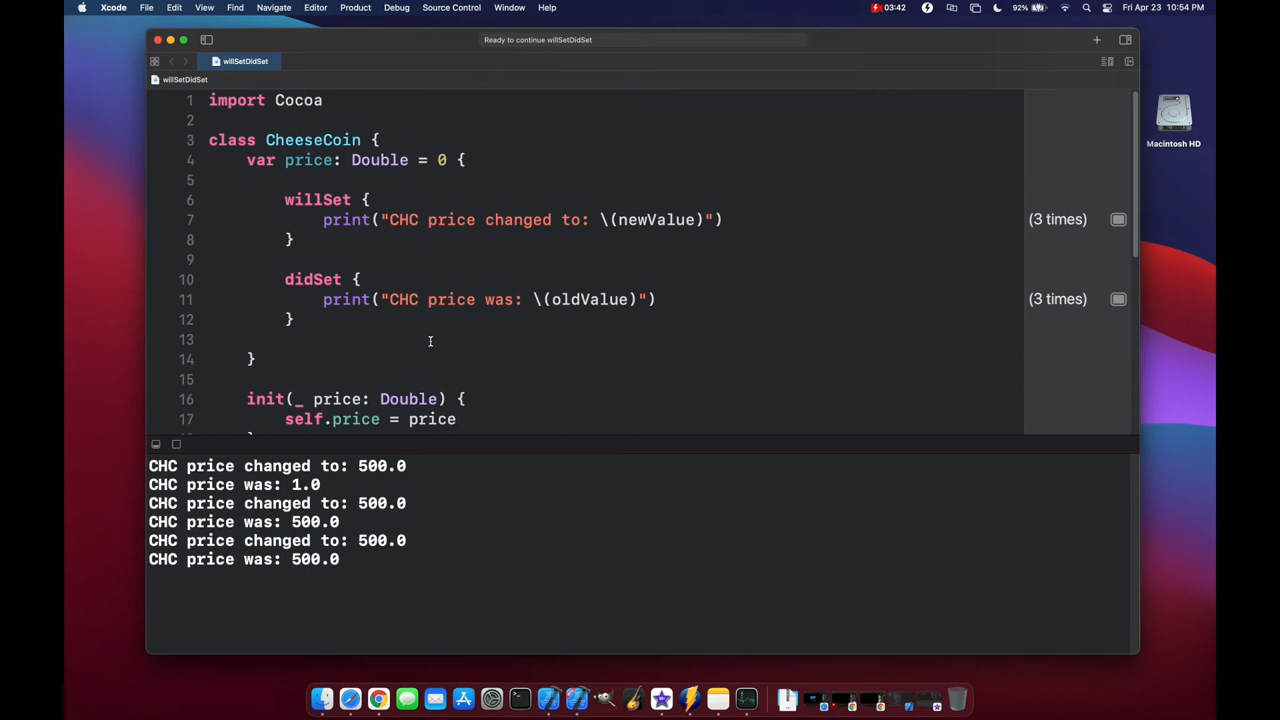 Xcode File Edit View Find Navigate Editor Product Debug Source Control Window Help 03:42 92% Fri Apr 23 10:54 PM
Ready to continue willSetDidSet
willSetDidSet
willSetDidSet
1 import Cocoa
2
3 class CheeseCoin {
4 var price: Double = 0 {
5
6 willSet {
7 print("CHC price changed to: \(newValue)") (3 times)
8 }
9
10 didSet {
11 print("CHC price was: \(oldValue)") (3 times)
12 }
13
14 }
15
16 init(_ price: Double) {
17 self.price = price
CHC price changed to: 500.0
CHC price was: 1.0
CHC price changed to: 500.0
CHC price was: 500.0
CHC price changed to: 500.0
CHC price was: 500.0
Macintosh HD